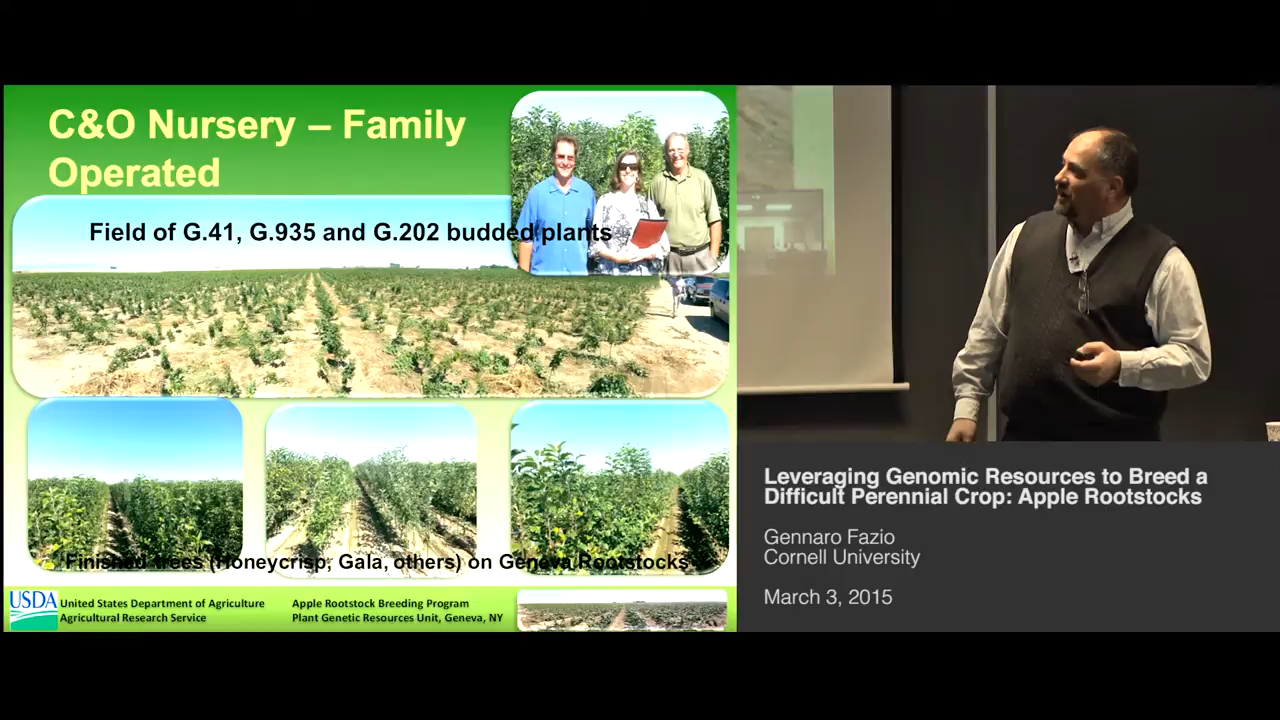 C&O Nursery – Family
Operated
Field of G.41, G.935 and G.202 budded plants
Finished trees (Honeycrisp, Gala, others) on Geneva Rootstocks
USDA
United States Department of Agriculture
Agricultural Research Service
Apple Rootstock Breeding Program
Plant Genetic Resources Unit, Geneva, NY
Leveraging Genomic Resources to Breed a
Difficult Perennial Crop: Apple Rootstocks
Gennaro Fazio
Cornell University
March 3, 2015